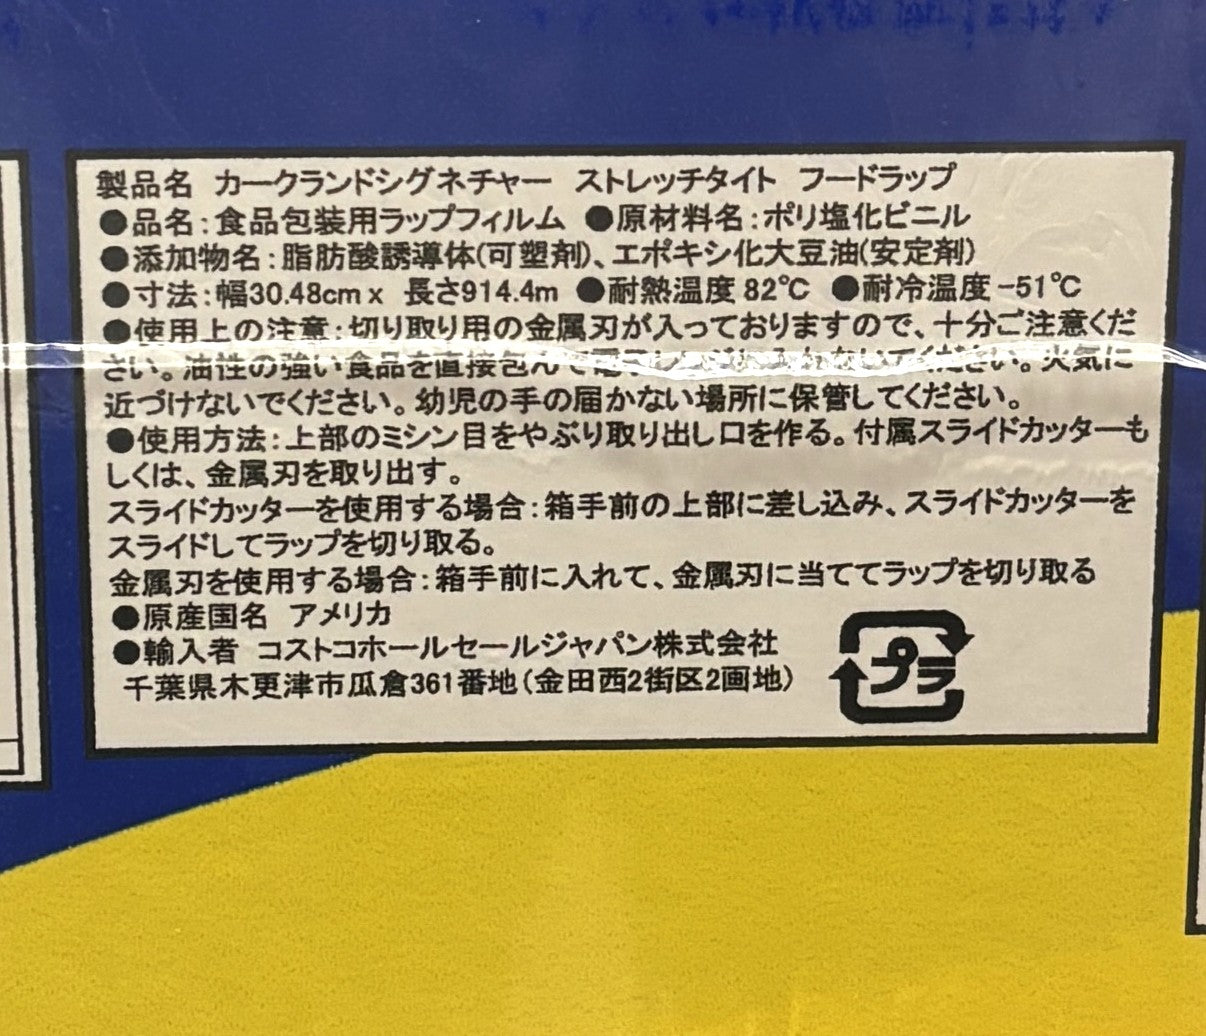 製品名 カークランドシグネチャー ストレッチタイト フードラップ
●品名:食品包装用ラップフィルム ●原材料名:ポリ塩化ビニル
●添加物名:脂肪酸誘導体(可塑剤)、エポキシ化大豆油(安定剤)
●寸法:幅30.48cm x 長さ914.4m ●耐熱温度 82℃ ●耐冷温度 -51℃
●使用上の注意:切り取り用の金属刃が入っておりますので、十分ご注意くだ
さい。油性の強い食品を直接包んで ください。火気に
近づけないでください。幼児の手の届かない場所に保管してください。
●使用方法:上部のミシン目をやぶり取り出し口を作る。付属スライドカッターも
しくは、金属刃を取り出す。
スライドカッターを使用する場合:箱手前の上部に差し込み、スライドカッターを
スライドしてラップを切り取る。
金属刃を使用する場合:箱手前に入れて、金属刃に当ててラップを切り取る
●原産国名 アメリカ
●輸入者 コストコホールセールジャパン株式会社
千葉県木更津市瓜倉361番地(金田西2街区2画地)
プラ